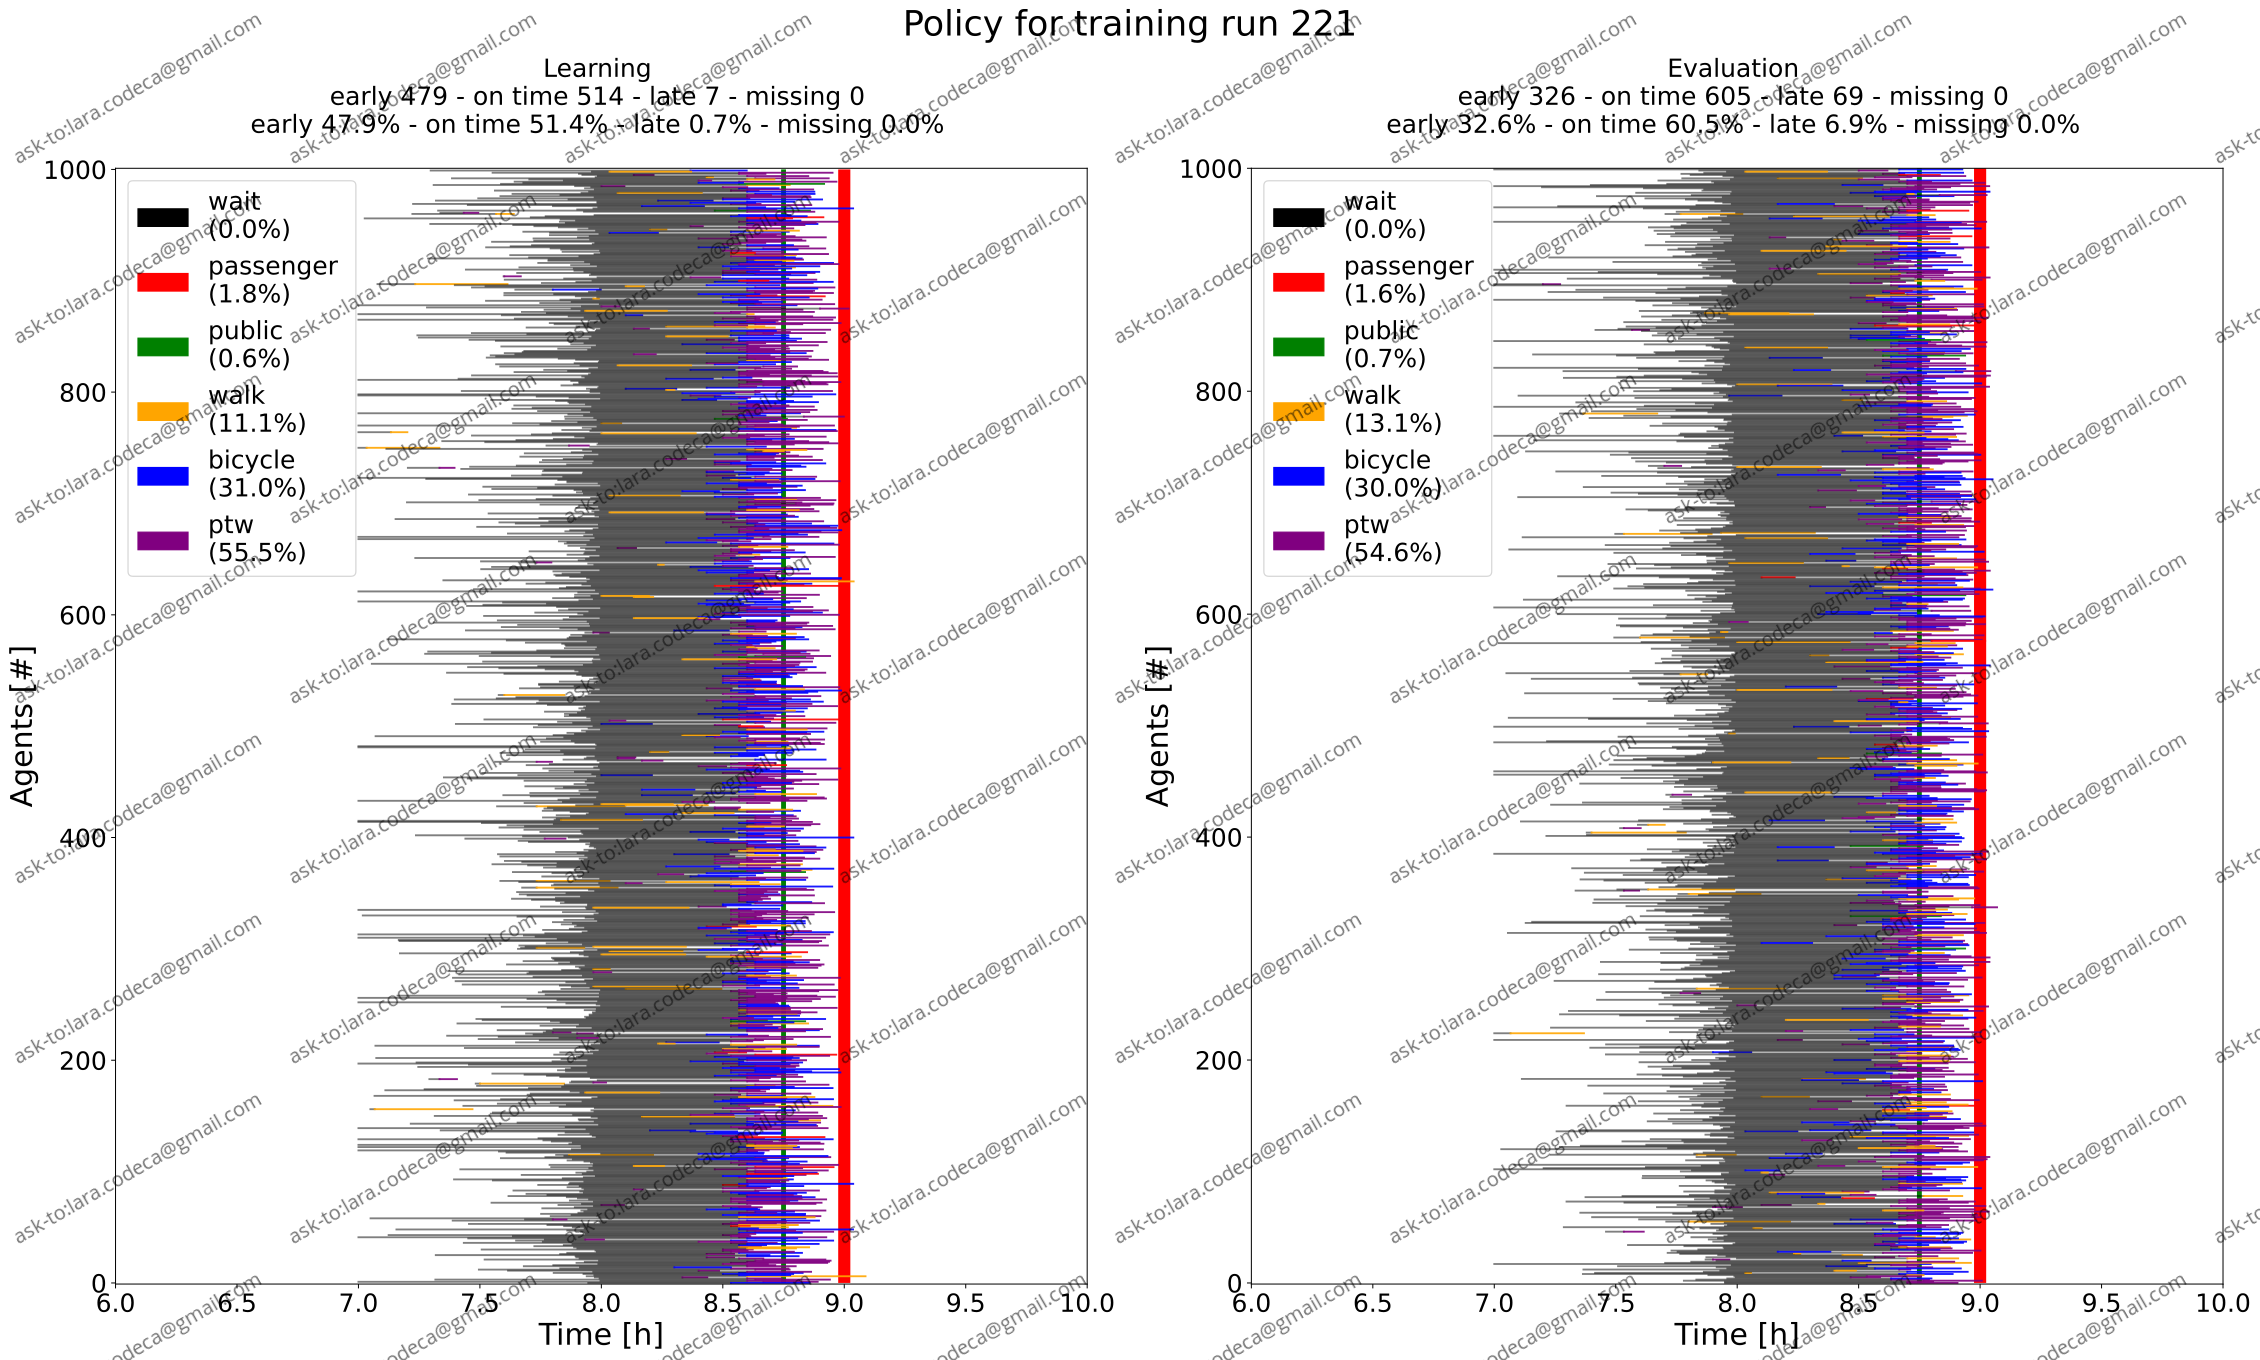 Policy for training run 221
Learning
early 479 - on time 514 - late 7 - missing 0
early 47.9% - on time 51.4% - late 0.7% - missing 0.0%
1000
800
600
400
200
0
Agents [#]
wait
(0.0%)
passenger
(1.8%)
public
(0.6%)
walk
(11.1%)
bicycle
(31.0%)
ptw
(55.5%)
6.0 6.5 7.0 7.5 8.0 8.5 9.0 9.5 10.0
Time [h]
Evaluation
early 326 - on time 605 - late 69 - missing 0
early 32.6% - on time 60.5% - late 6.9% - missing 0.0%
1000
800
600
400
200
0
Agents [#]
wait
(0.0%)
passenger
(1.6%)
public
(0.7%)
walk
(13.1%)
bicycle
(30.0%)
ptw
(54.6%)
6.0 6.5 7.0 7.5 8.0 8.5 9.0 9.5 10.0
Time [h]
ask-to:lara.codeca@gmail.com